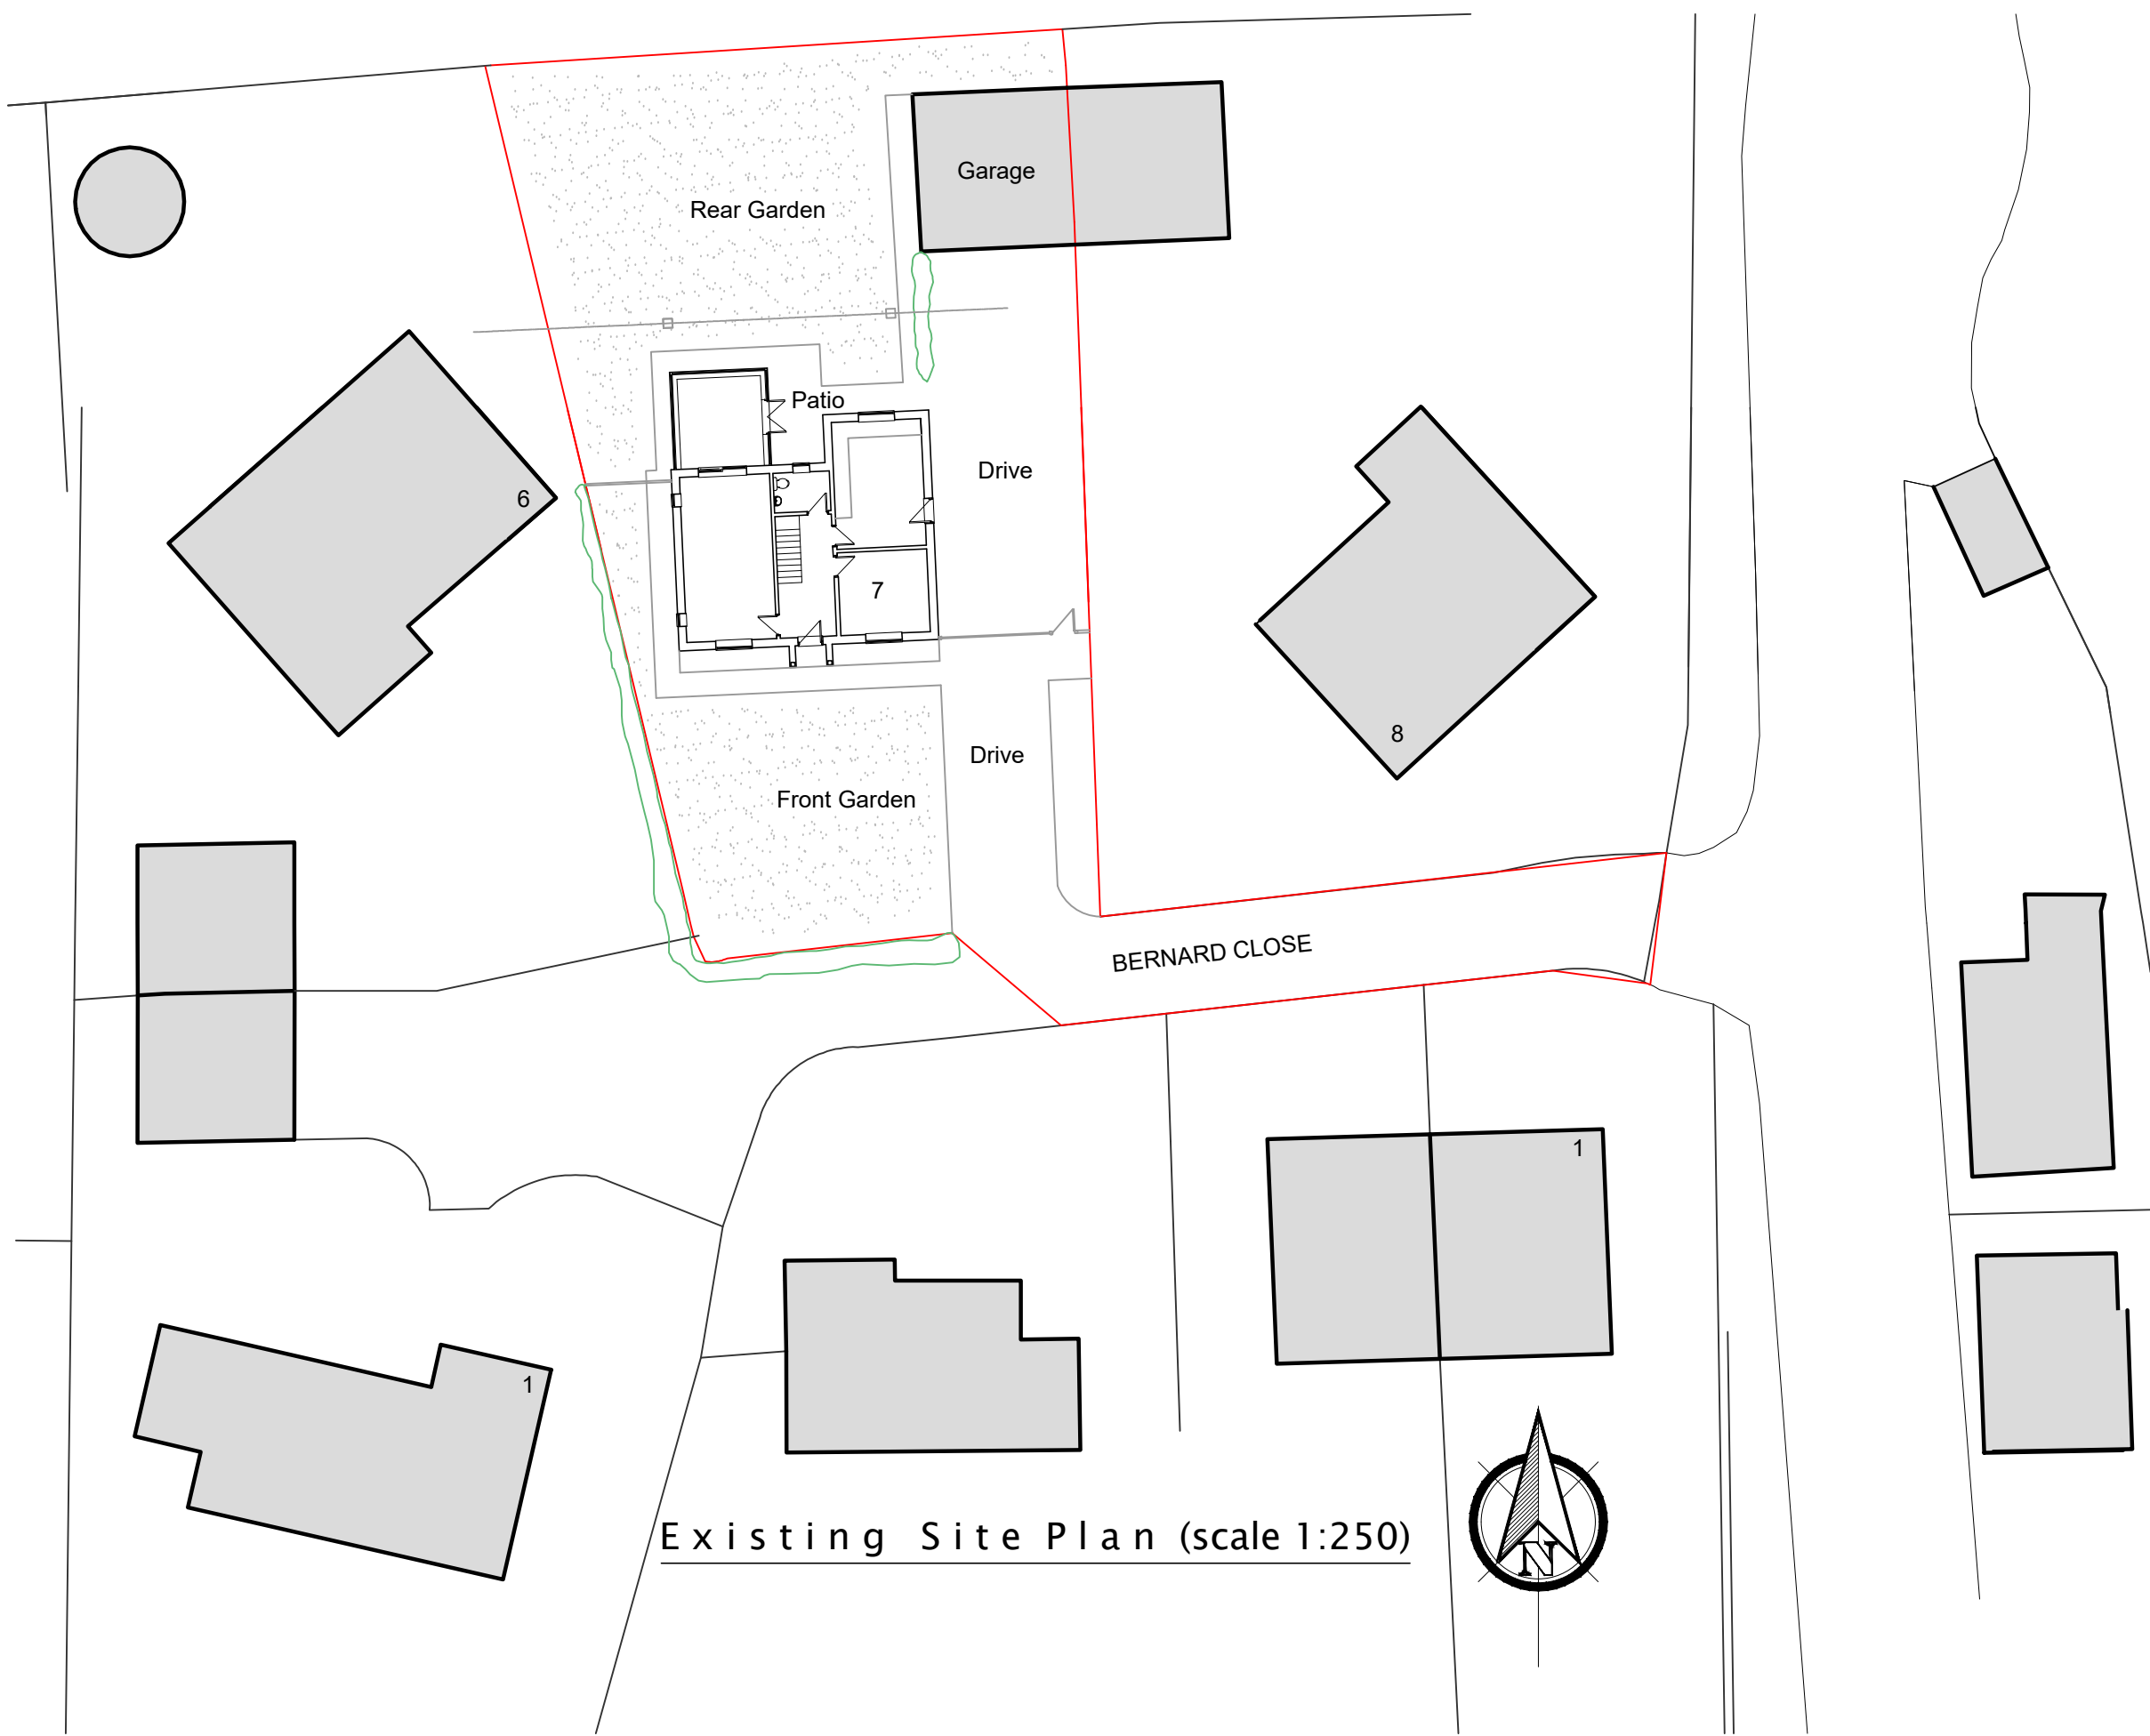 Garage
Rear Garden
Patio
Drive
6
7
8
Drive
Front Garden
BERNARD CLOSE
1
1
Existing Site Plan (scale 1:250)
N